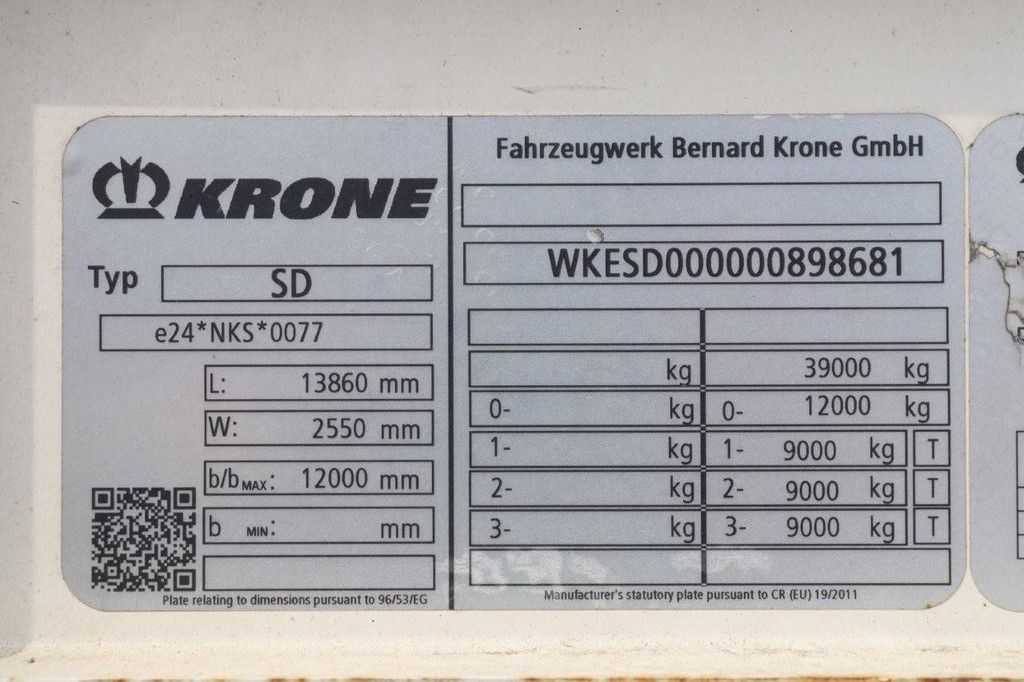 KRONE
Typ SD
e24*NKS*0077
L: 13860 mm
W: 2550 mm
b/b MAX: 12000 mm
b MIN: mm
Plate relating to dimensions pursuant to 96/53/EG
Fahrzeugwerk Bernard Krone GmbH
WKESD000000898681
kg 39000 kg
0- kg 0- 12000 kg
1- kg 1- 9000 kg T
2- kg 2- 9000 kg T
3- kg 3- 9000 kg T
Manufacturer's statutory plate pursuant to CR (EU) 19/2011